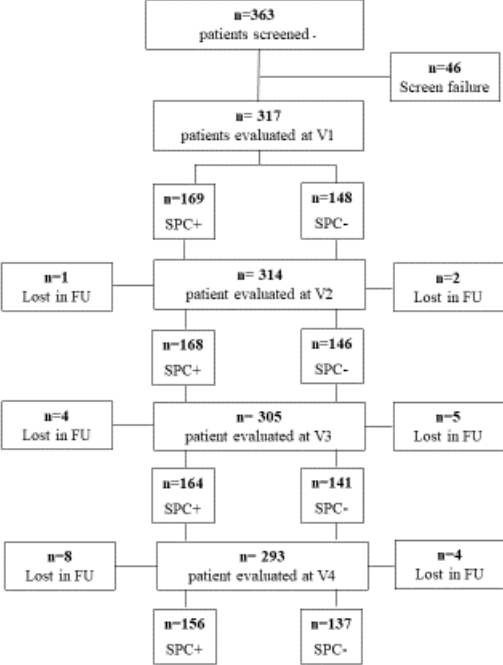 n=363
patients screened -
n=46
Screen failure
n= 317
patients evaluated at V1
n=169
SPC+
n=148
SPC-
n=1
Lost in FU
n= 314
patient evaluated at V2
n=2
Lost in FU
n=168
SPC+
n=146
SPC-
n=4
Lost in FU
n= 305
patient evaluated at V3
n=5
Lost in FU
n=164
SPC+
n=141
SPC-
n=8
Lost in FU
n= 293
patient evaluated at V4
n=4
Lost in FU
n=156
SPC+
n=137
SPC-